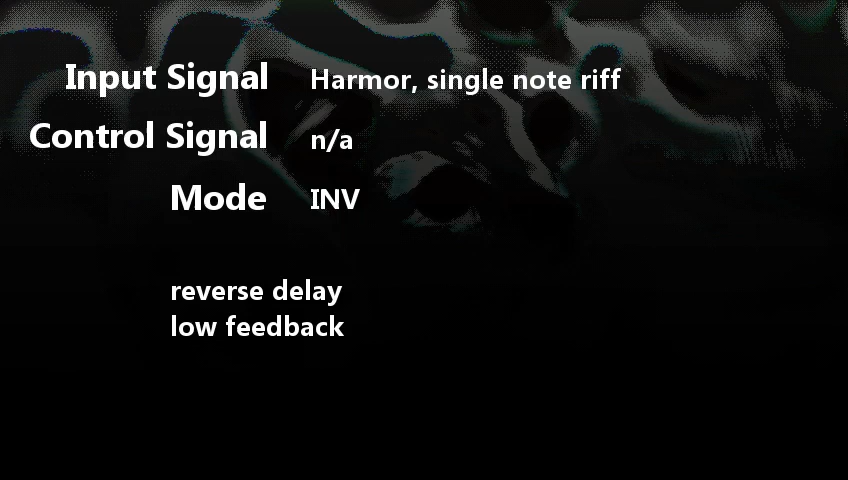 Input Signal Harmor, single note riff
Control Signal n/a
Mode INV
reverse delay
low feedback